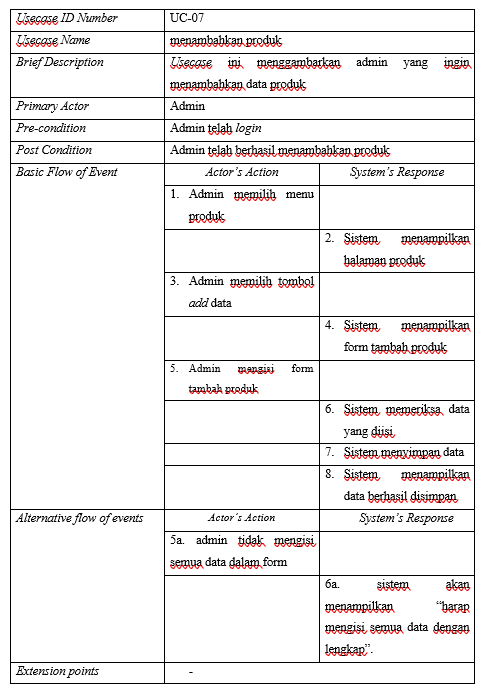 Usecase ID Number UC-07
Usecase Name menambahkan produk
Brief Description Usecase ini menggambarkan admin yang ingin
menambahkan data produk
Primary Actor Admin
Pre-condition Admin telah login
Post Condition Admin telah berhasil menambahkan produk
Basic Flow of Event Actor's Action System's Response
1. Admin memilih menu
produk
2. Sistem menampilkan
halaman produk
3. Admin memilih tombol
add data
4. Sistem menampilkan
form tambah produk
5. Admin mengisi form
tambah produk
6. Sistem memeriksa data
yang diisi
7. Sistem menyimpan data
8. Sistem menampilkan
data berhasil disimpan
Alternative flow of events Actor's Action System's Response
5a. admin tidak mengisi
semua data dalam form
6a. sistem akan
menampilkan “harap
mengisi semua data dengan
lengkap”.
Extension points -